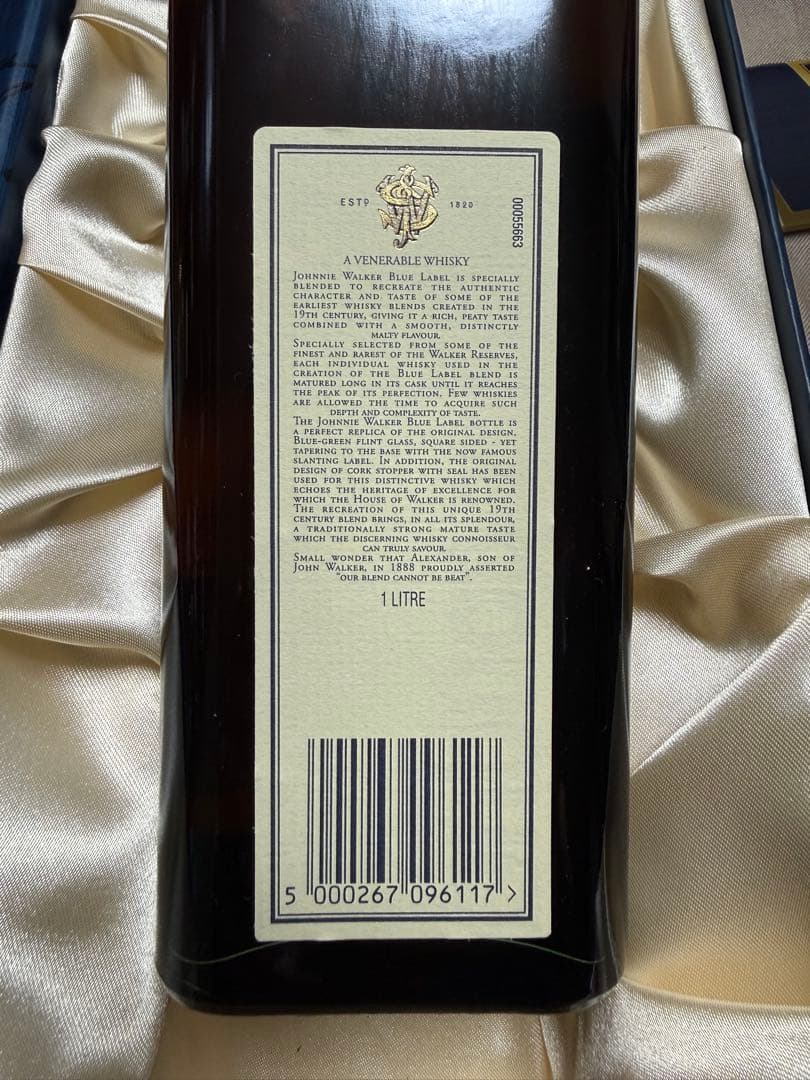 ESTD 1820
00055663
A VENERABLE WHISKY
JOHNNIE WALKER BLUE LABEL IS SPECIALLY
BLENDED TO RECREATE THE AUTHENTIC
CHARACTER AND TASTE OF SOME OF THE
EARLIEST WHISKY BLENDS CREATED IN THE
19TH CENTURY, GIVING IT A RICH, PEATY TASTE
COMBINED WITH A SMOOTH, DISTINCTLY
MALTY FLAVOUR.
SPECIALLY SELECTED FROM SOME OF THE
FINEST AND RAREST OF THE WALKER RESERVES,
EACH INDIVIDUAL WHISKY USED IN THE
CREATION OF THE BLUE LABEL BLEND IS
MATURED LONG IN ITS CASK UNTIL IT REACHES
THE PEAK OF ITS PERFECTION. FEW WHISKIES
ARE ALLOWED THE TIME TO ACQUIRE SUCH
DEPTH AND COMPLEXITY OF TASTE.
THE JOHNNIE WALKER BLUE LABEL BOTTLE IS
A PERFECT REPLICA OF THE ORIGINAL DESIGN.
BLUE-GREEN FLINT GLASS, SQUARE SIDED - YET
TAPERING TO THE BASE WITH THE NOW FAMOUS
SLANTING LABEL. IN ADDITION, THE ORIGINAL
DESIGN OF CORK STOPPER WITH SEAL HAS BEEN
USED FOR THIS DISTINCTIVE WHISKY WHICH
ECHOES THE HERITAGE OF EXCELLENCE FOR
WHICH THE HOUSE OF WALKER IS RENOWNED.
THE RECREATION OF THIS UNIQUE 19TH
CENTURY BLEND BRINGS, IN ALL ITS SPLENDOUR,
A TRADITIONALLY STRONG MATURE TASTE
WHICH THE DISCERNING WHISKY CONNOISSEUR
CAN TRULY SAVOUR.
SMALL WONDER THAT ALEXANDER, SON OF
JOHN WALKER, IN 1888 PROUDLY ASSERTED
"OUR BLEND CANNOT BE BEAT".
1 LITRE
5 000267 096117 >